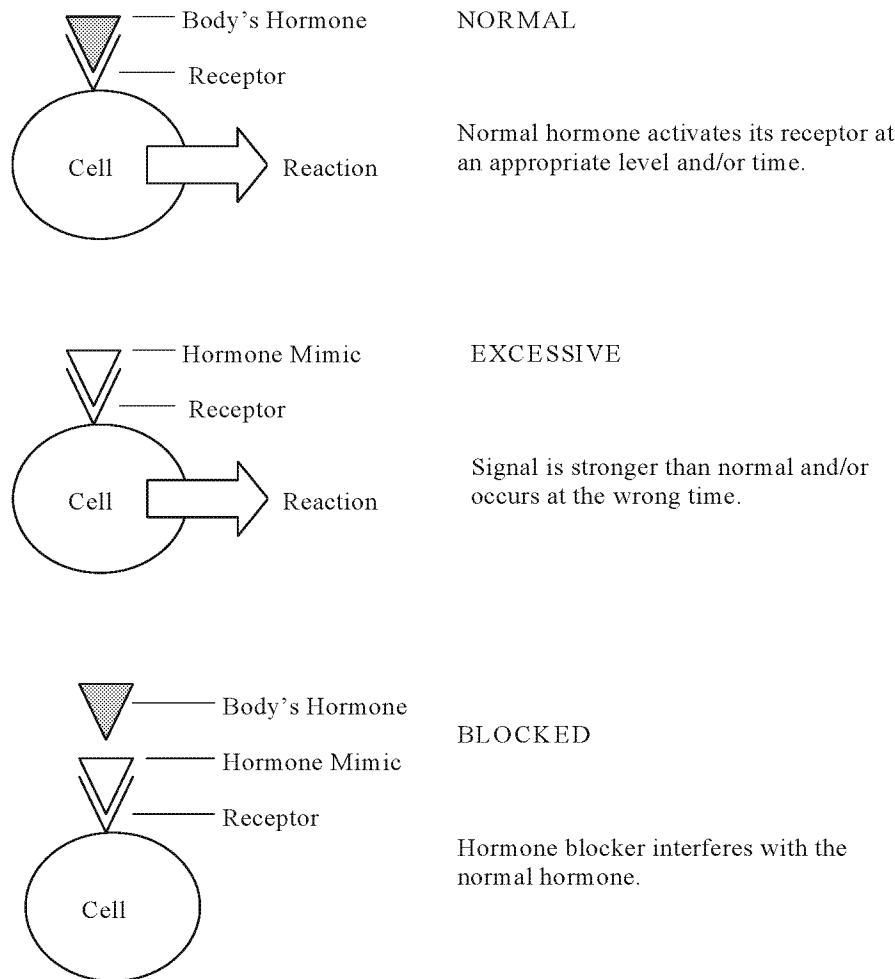 Body's Hormone
NORMAL
Receptor
Normal hormone activates its receptor at
an appropriate level and/or time.
Cell
Reaction
Hormone Mimic
EXCESSIVE
Receptor
Signal is stronger than normal and/or
occurs at the wrong time.
Cell
Reaction
Body's Hormone
BLOCKED
Hormone Mimic
Receptor
Hormone blocker interferes with the
normal hormone.
Cell